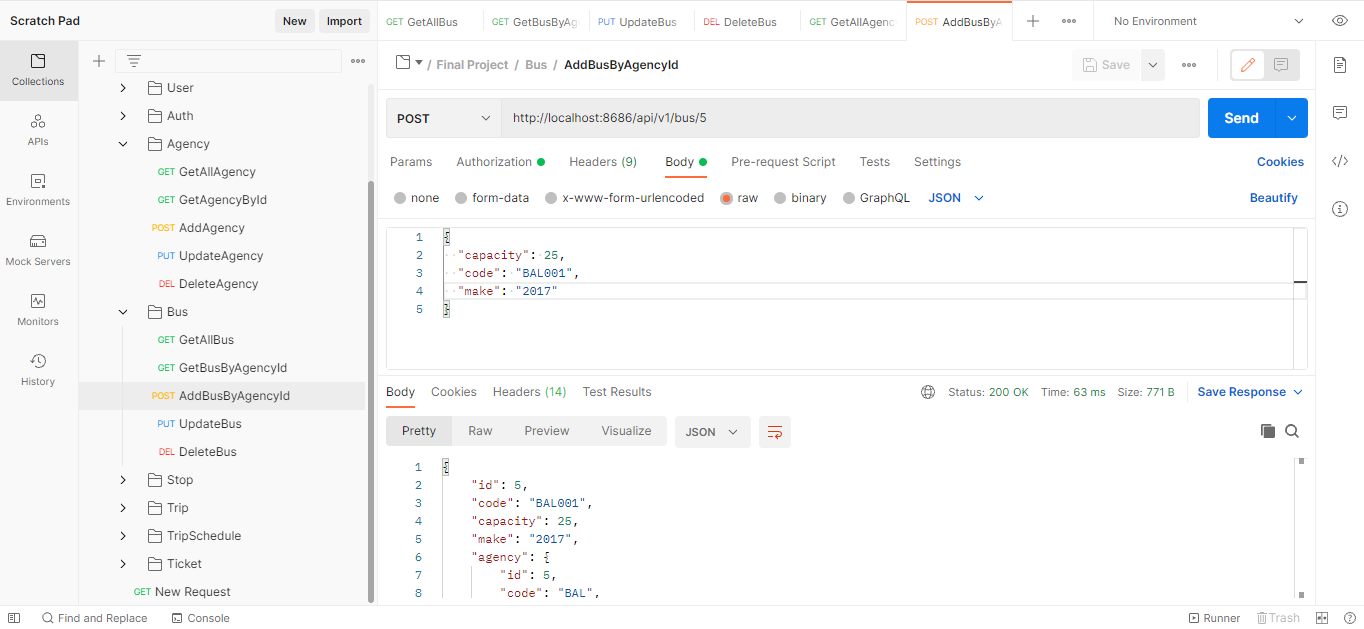 Scratch Pad
New
Import
GET GetAllBus
GET GetBusByAg
PUT UpdateBus
DEL DeleteBus
GET GetAllAgenc
POST AddBusByA
No Environment
Collections
APIs
Environments
Mock Servers
Monitors
History
User
Auth
Agency
GET GetAllAgency
GET GetAgencyById
POST AddAgency
PUT UpdateAgency
DEL DeleteAgency
Bus
GET GetAllBus
GET GetBusByAgencyId
POST AddBusByAgencyId
PUT UpdateBus
DEL DeleteBus
Stop
Trip
TripSchedule
Ticket
GET New Request
/ Final Project / Bus / AddBusByAgencyId
Save
POST
http://localhost:8686/api/v1/bus/5
Send
Params
Authorization
Headers (9)
Body
Pre-request Script
Tests
Settings
Cookies
none
form-data
x-www-form-urlencoded
raw
binary
GraphQL
JSON
Beautify
1 {
2 "capacity": 25,
3 "code": "BAL001",
4 "make": "2017"
5 }
Body
Cookies
Headers (14)
Test Results
Status: 200 OK
Time: 63 ms
Size: 771 B
Save Response
Pretty
Raw
Preview
Visualize
JSON
1 {
2 "id": 5,
3 "code": "BAL001",
4 "capacity": 25,
5 "make": "2017",
6 "agency": {
7 "id": 5,
8 "code": "BAL",
Find and Replace
Console
Runner
Trash